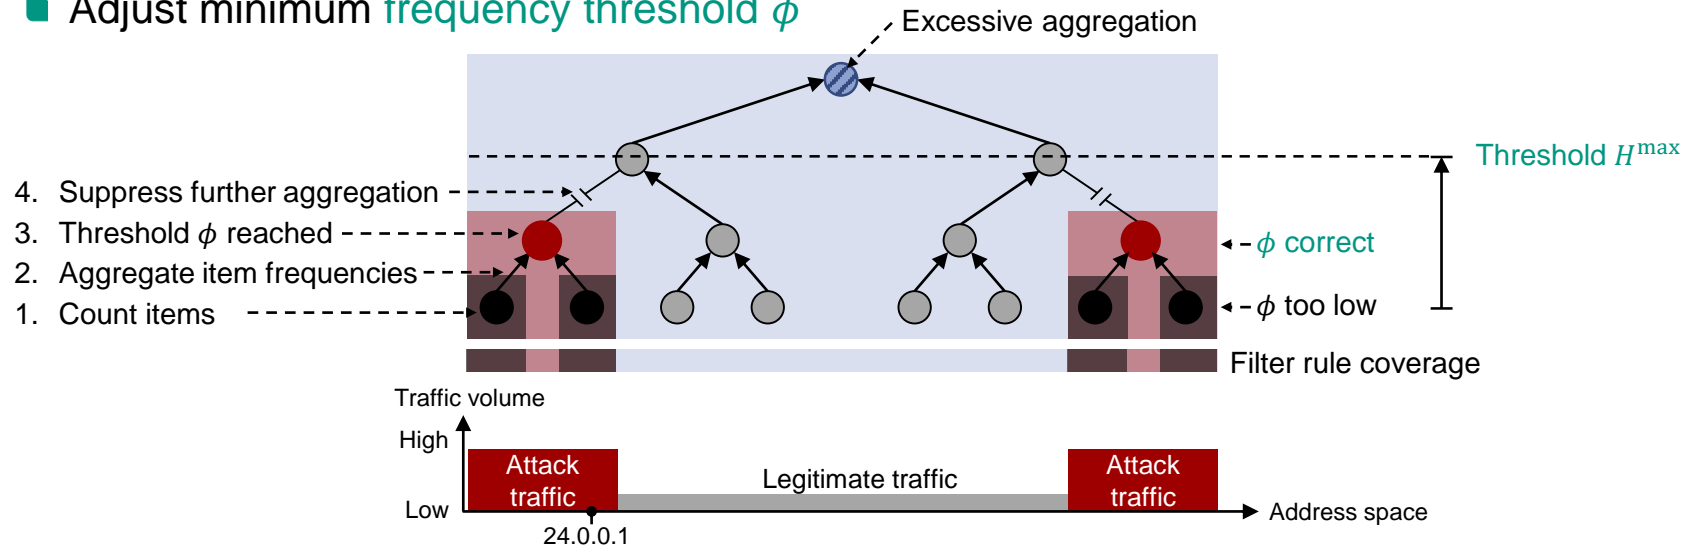 Adjust minimum frequency threshold ϕ
Excessive aggregation
Threshold H^max
4. Suppress further aggregation
3. Threshold ϕ reached
2. Aggregate item frequencies
1. Count items
ϕ correct
ϕ too low
Filter rule coverage
Traffic volume
High
Low
Attack
traffic
Legitimate traffic
Attack
traffic
Address space
24.0.0.1